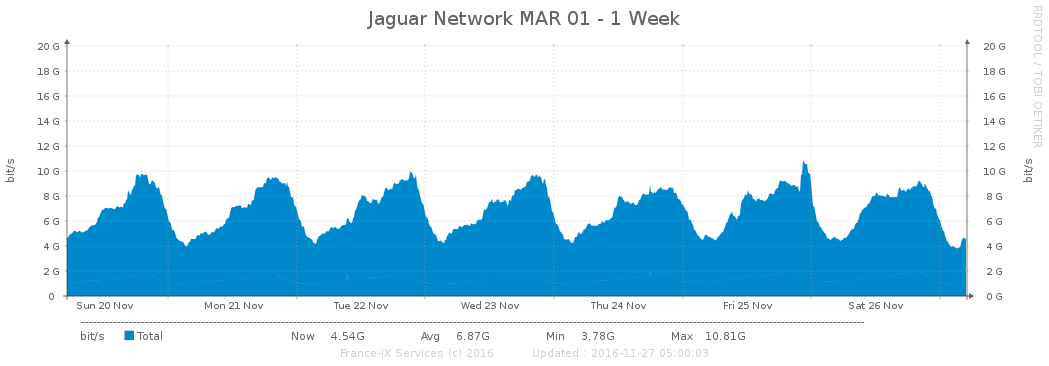 Jaguar Network MAR 01 - 1 Week
RRDTOOL / TOBI OETIKER
bit/s
bit/s
20 G 20 G
18 G 18 G
16 G 16 G
14 G 14 G
12 G 12 G
10 G 10 G
8 G 8 G
6 G 6 G
4 G 4 G
2 G 2 G
0 0 G
Sun 20 Nov Mon 21 Nov Tue 22 Nov Wed 23 Nov Thu 24 Nov Fri 25 Nov Sat 26 Nov
bit/s Total Now 4.54G Avg 6.87G Min 3.78G Max 10.81G
France-IX Services (c) 2016 Updated : 2016-11-27 05:00:03